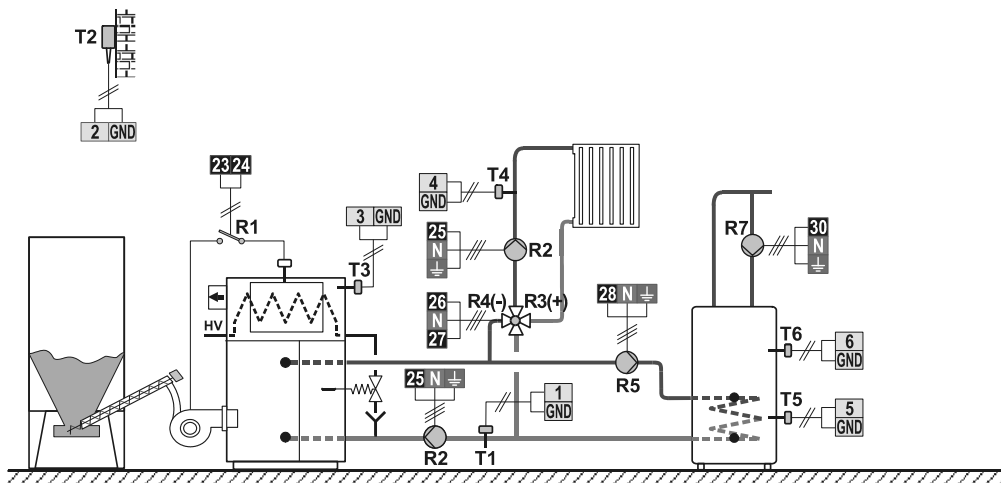 T2
2 GND
23 24
R1
3 GND
T3
HV
4
GND
T4
25
N
R2
26
N
27
R4(-) R3(+)
28 N
R5
25 N
R2
1
GND
T1
R7
30
N
T6
6
GND
T5
5
GND